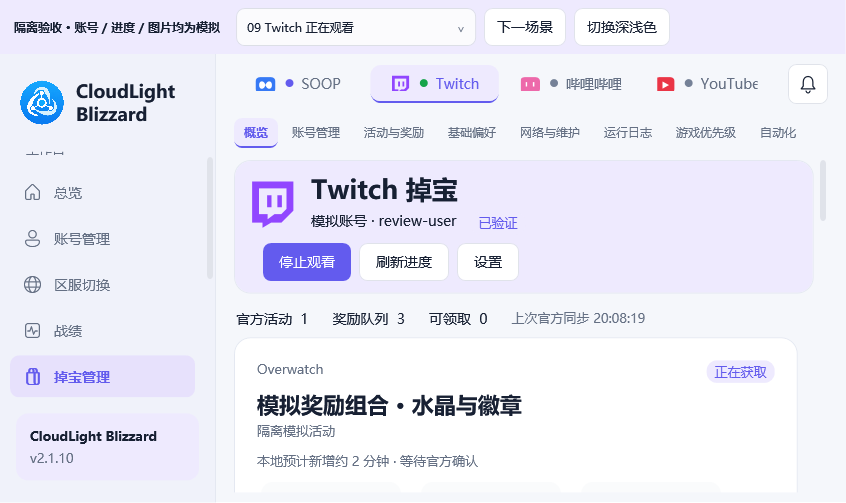 隔离验收 · 账号 / 进度 / 图片均为模拟
09 Twitch 正在观看
下一场景
切换深浅色
CloudLight
Blizzard
SOOP
Twitch
哔哩哔哩
YouTube
概览
账号管理
活动与奖励
基础偏好
网络与维护
运行日志
游戏优先级
自动化
总览
账号管理
区服切换
战绩
掉宝管理
CloudLight Blizzard
v2.1.10
Twitch 掉宝
模拟账号 · review-user
已验证
停止观看
刷新进度
设置
官方活动 1
奖励队列 3
可领取 0
上次官方同步 20:08:19
Overwatch
正在获取
模拟奖励组合 · 水晶与徽章
隔离模拟活动
本地预计新增约 2 分钟 · 等待官方确认